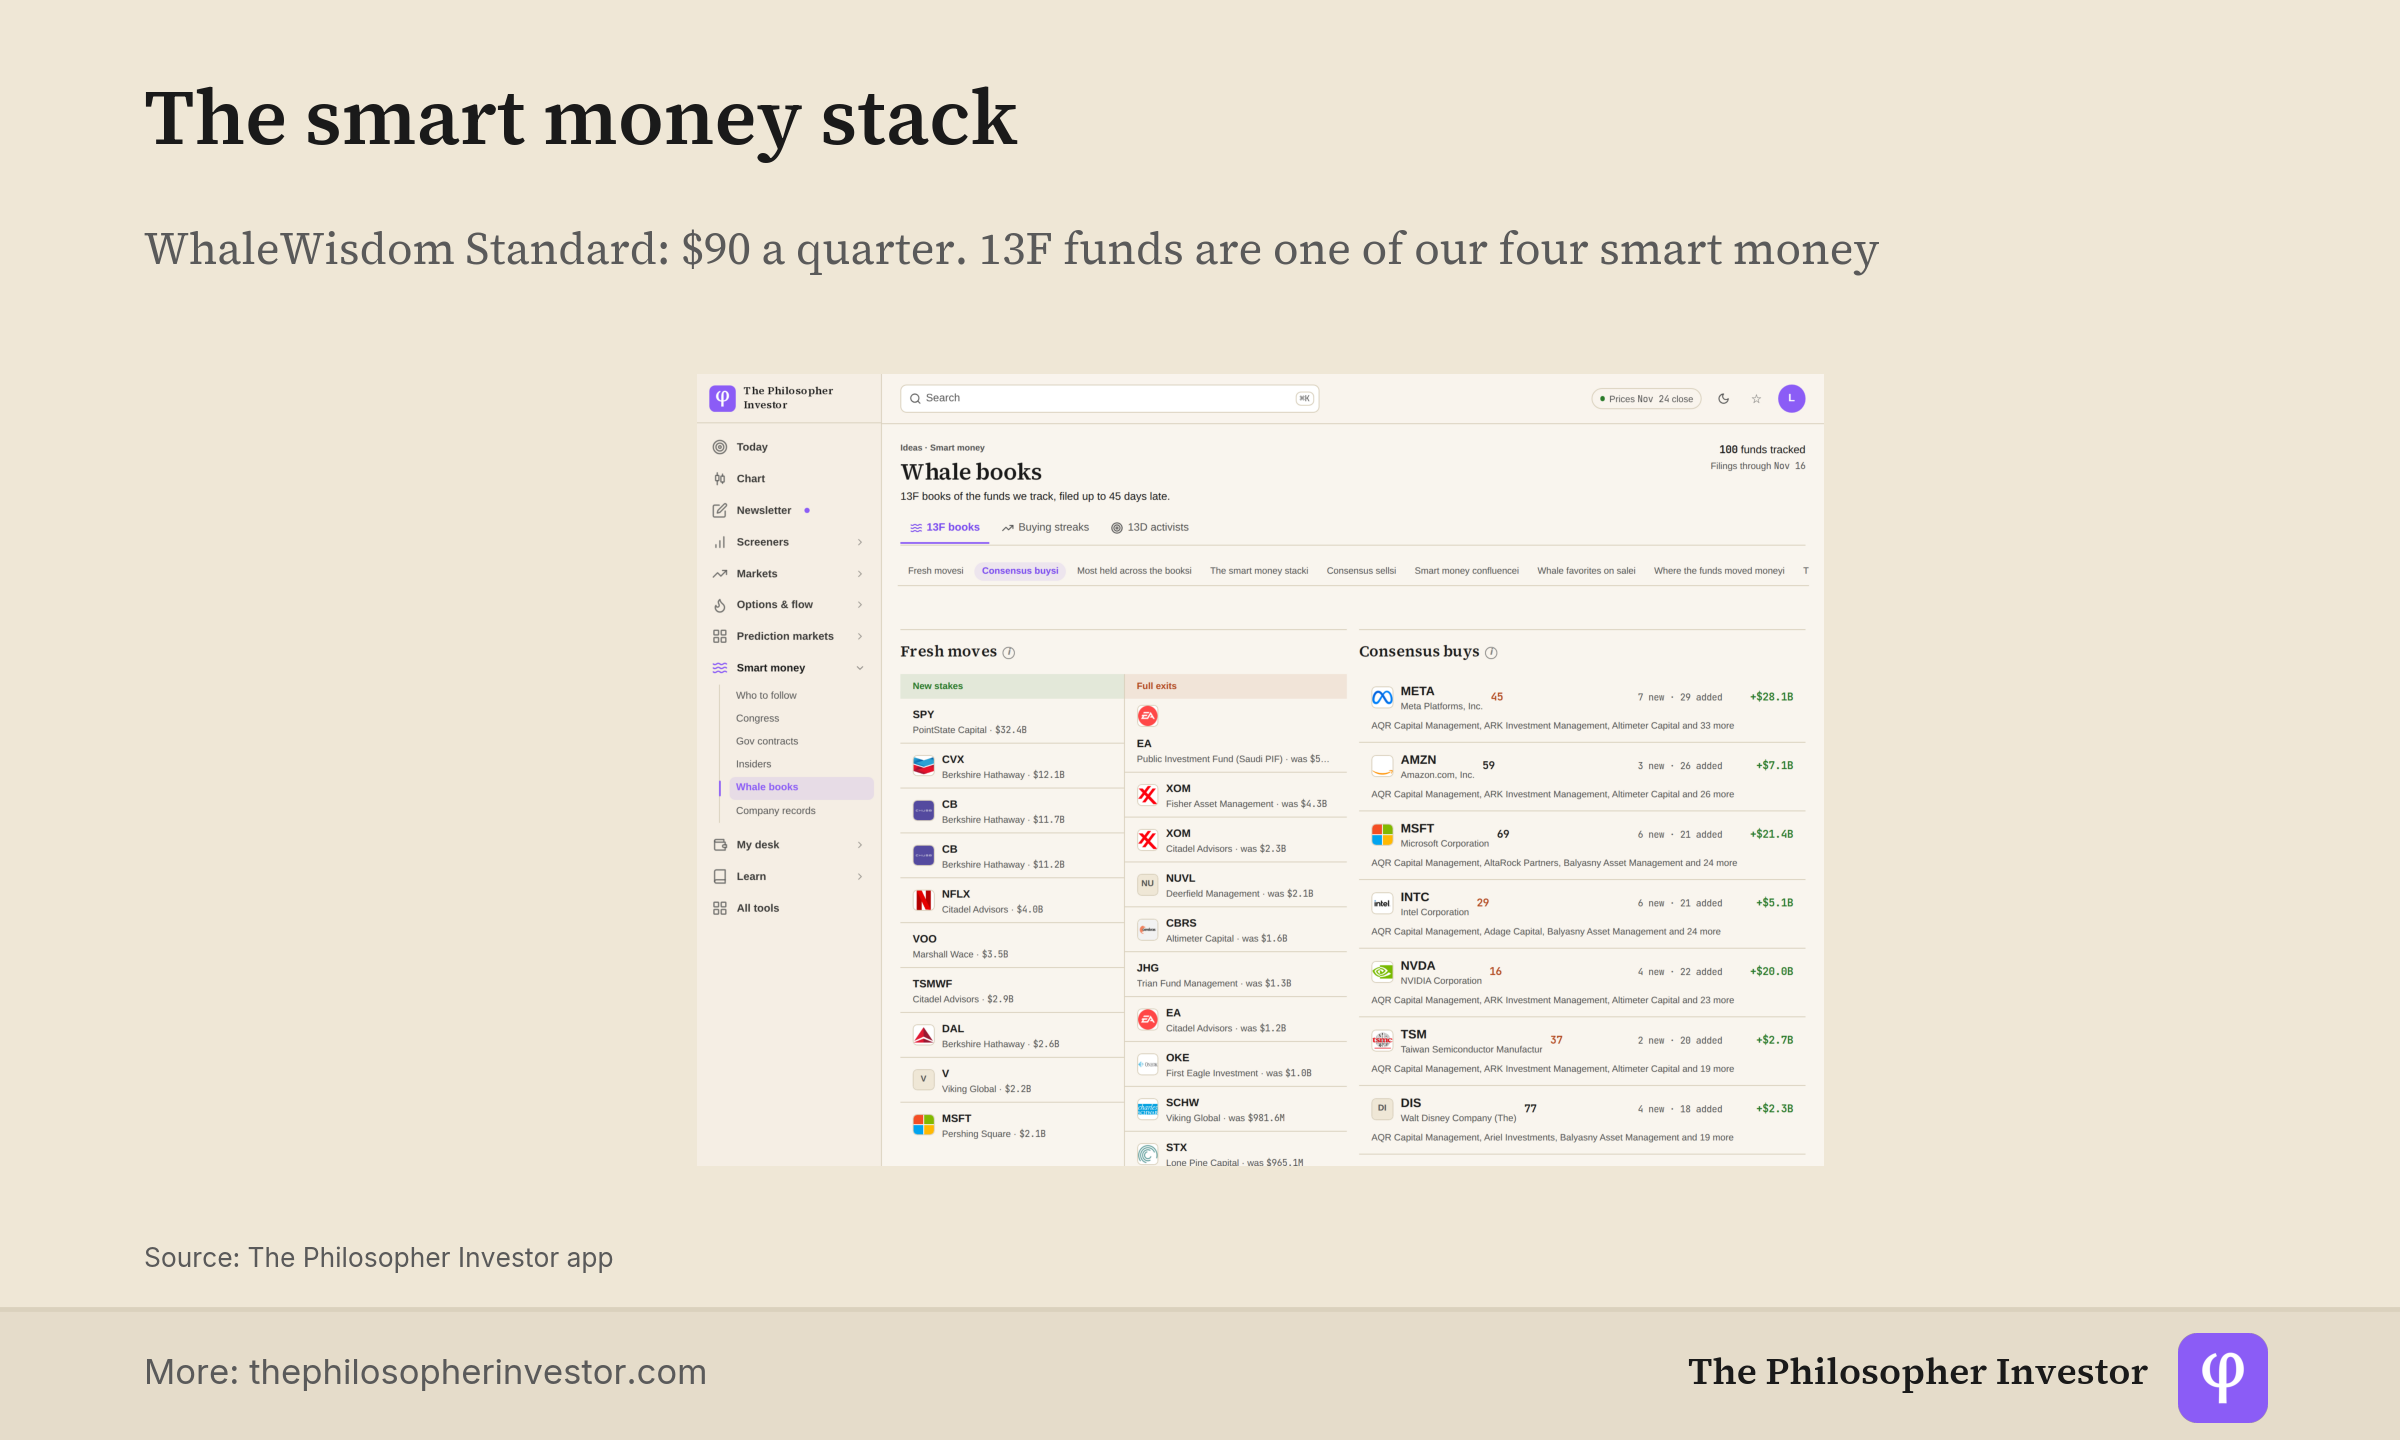 The smart money stack
WhaleWisdom Standard: $90 a quarter. 13F funds are one of our four smart money
φ
The Philosopher
Investor
Today
Chart
Newsletter
Screeners
Markets
Options & flow
Prediction markets
Smart money
Who to follow
Congress
Gov contracts
Insiders
Whale books
Company records
My desk
Learn
All tools
Search
⌘K
Prices Nov 24 close
L
Ideas · Smart money
Whale books
13F books of the funds we track, filed up to 45 days late.
100 funds tracked
Filings through Nov 16
13F books
Buying streaks
13D activists
Fresh movesi
Consensus buysi
Most held across the booksi
The smart money stacki
Consensus sellsi
Smart money confluencei
Whale favorites on salei
Where the funds moved moneyi
T
Fresh moves
New stakes
SPY
PointState Capital · $32.4B
CVX
Berkshire Hathaway · $12.1B
CB
Berkshire Hathaway · $11.7B
CB
Berkshire Hathaway · $11.2B
NFLX
Citadel Advisors · $4.0B
VOO
Marshall Wace · $3.5B
TSMWF
Citadel Advisors · $2.9B
DAL
Berkshire Hathaway · $2.6B
V
V
Viking Global · $2.2B
MSFT
Pershing Square · $2.1B
Full exits
EA
EA
Public Investment Fund (Saudi PIF) · was $5…
XOM
Fisher Asset Management · was $4.3B
XOM
Citadel Advisors · was $2.3B
NU
NUVL
Deerfield Management · was $2.1B
CBRS
Altimeter Capital · was $1.6B
JHG
Trian Fund Management · was $1.3B
EA
EA
Citadel Advisors · was $1.2B
OKE
First Eagle Investment · was $1.0B
SCHW
Viking Global · was $981.6M
STX
Lone Pine Capital · was $965.1M
Consensus buys
META 45 7 new · 29 added +$28.1B
Meta Platforms, Inc.
AQR Capital Management, ARK Investment Management, Altimeter Capital and 33 more
AMZN 59 3 new · 26 added +$7.1B
Amazon.com, Inc.
AQR Capital Management, ARK Investment Management, Altimeter Capital and 26 more
MSFT 69 6 new · 21 added +$21.4B
Microsoft Corporation
AQR Capital Management, AltaRock Partners, Balyasny Asset Management and 24 more
intel
INTC 29 6 new · 21 added +$5.1B
Intel Corporation
AQR Capital Management, Adage Capital, Balyasny Asset Management and 24 more
NVDA 16 4 new · 22 added +$20.0B
NVIDIA Corporation
AQR Capital Management, ARK Investment Management, Altimeter Capital and 23 more
tsmc
TSM 37 2 new · 20 added +$2.7B
Taiwan Semiconductor Manufactur
AQR Capital Management, ARK Investment Management, Altimeter Capital and 19 more
DI
DIS 77 4 new · 18 added +$2.3B
Walt Disney Company (The)
AQR Capital Management, Ariel Investments, Balyasny Asset Management and 19 more
Source: The Philosopher Investor app
More: thephilosopherinvestor.com
The Philosopher Investor
φ